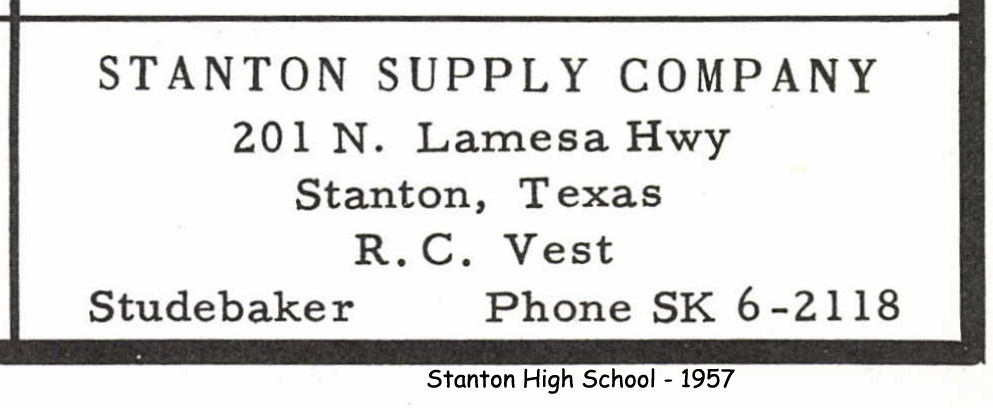 STANTON SUPPLY COMPANY
201 N. Lamesa Hwy
Stanton, Texas
R. C. Vest
Studebaker Phone SK 6-2118
Stanton High School - 1957